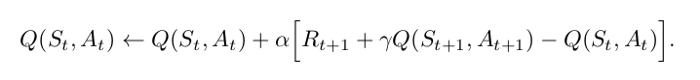 Q(S_t, A_t) ← Q(S_t, A_t) + α[R_{t+1} + γQ(S_{t+1}, A_{t+1}) − Q(S_t, A_t)].